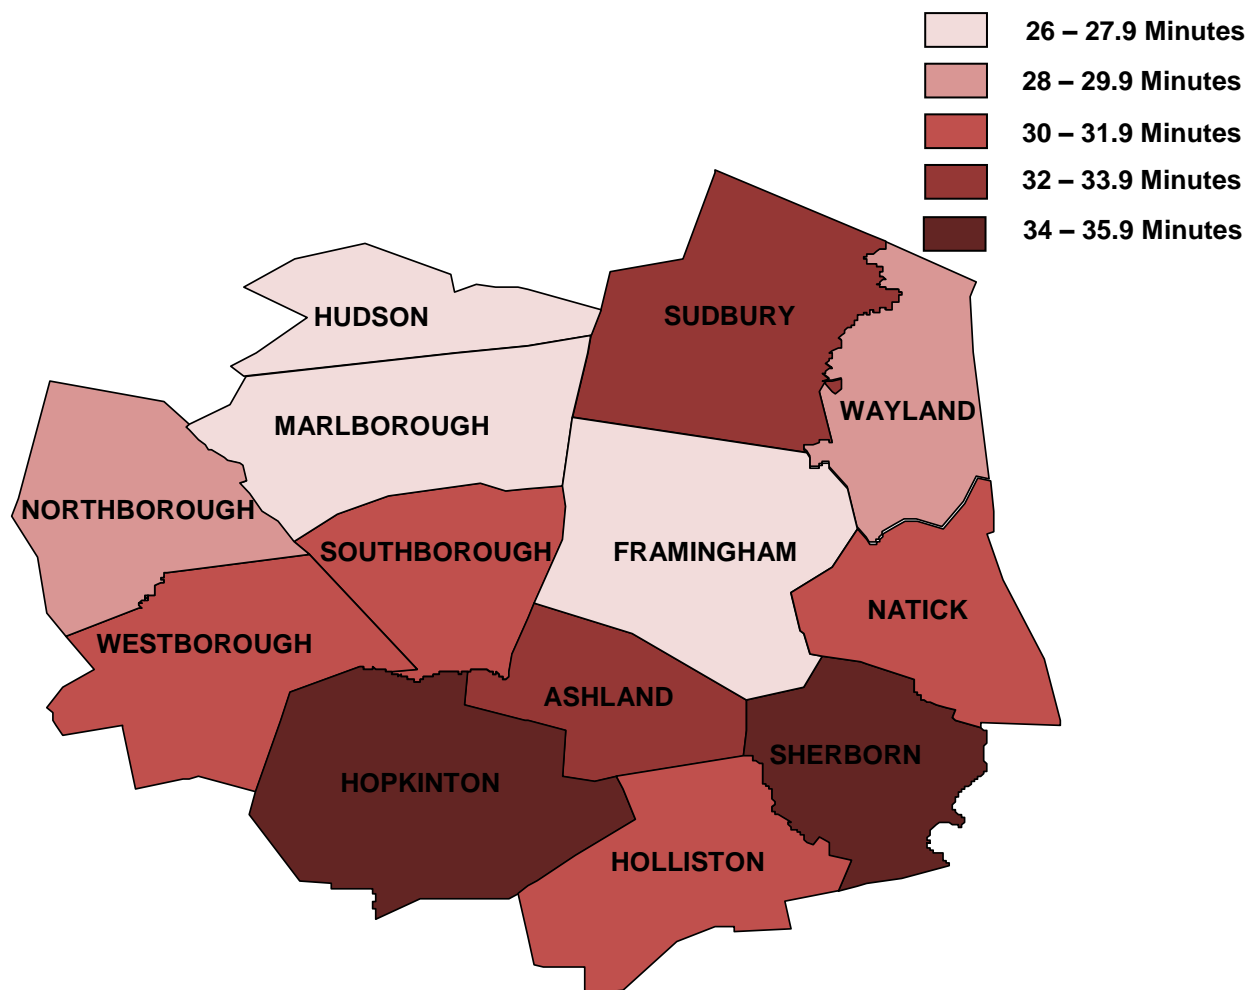 26 – 27.9 Minutes
28 – 29.9 Minutes
30 – 31.9 Minutes
32 – 33.9 Minutes
34 – 35.9 Minutes
HUDSON
SUDBURY
MARLBOROUGH
WAYLAND
NORTHBOROUGH
SOUTHBOROUGH
FRAMINGHAM
NATICK
WESTBOROUGH
ASHLAND
SHERBORN
HOPKINTON
HOLLISTON